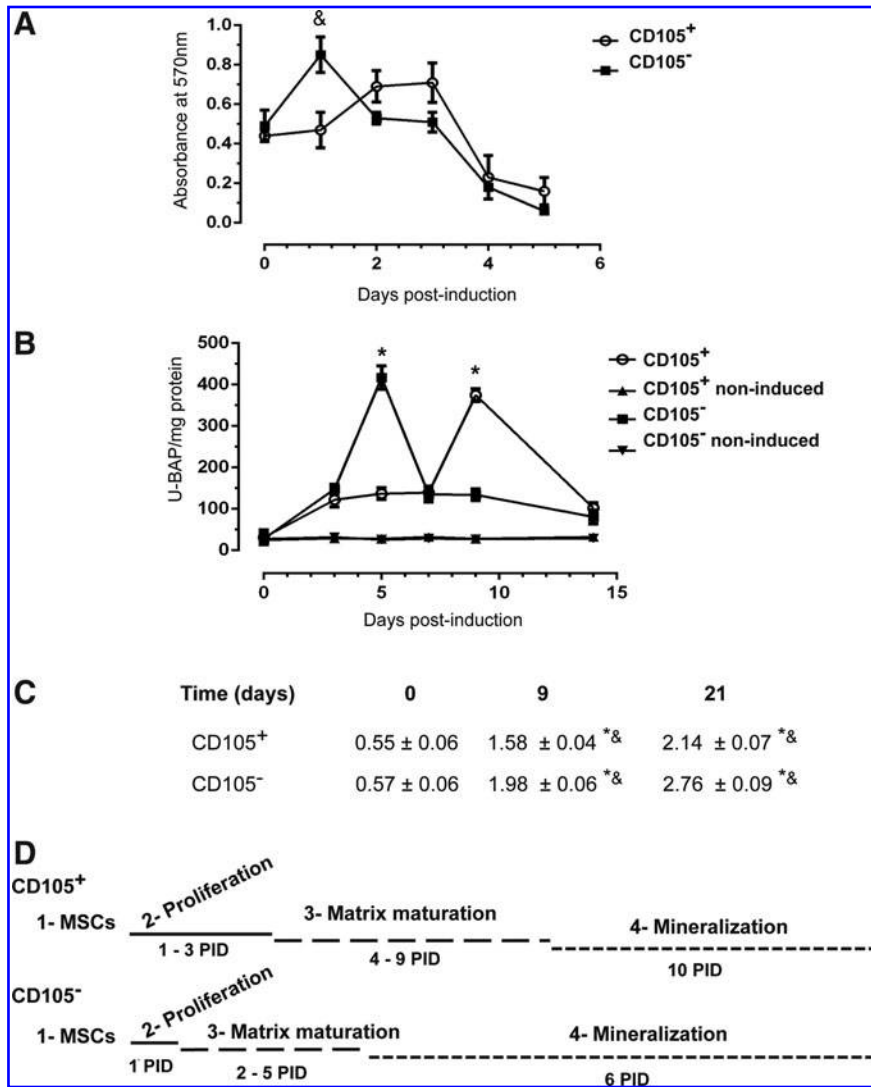 A
&
1.0
0.8
0.6
0.4
0.2
0.0
Absorbance at 570nm
0 2 4 6
Days post-induction
CD105+
CD105-
B
* *
500
400
300
200
100
0
U-BAP/mg protein
0 5 10 15
Days post-induction
CD105+
CD105+ non-induced
CD105-
CD105- non-induced
C
Time (days) 0 9 21
CD105+ 0.55 ± 0.06 1.58 ± 0.04 *& 2.14 ± 0.07 *&
CD105- 0.57 ± 0.06 1.98 ± 0.06 *& 2.76 ± 0.09 *&
D
CD105+
1- MSCs 2- Proliferation 3- Matrix maturation 4- Mineralization
1 - 3 PID 4 - 9 PID 10 PID
CD105-
1- MSCs 2- Proliferation 3- Matrix maturation 4- Mineralization
1 PID 2 - 5 PID 6 PID